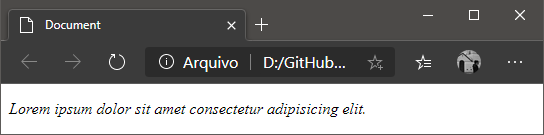 Document
Arquivo D:/GitHub...
Lorem ipsum dolor sit amet consectetur adipisicing elit.